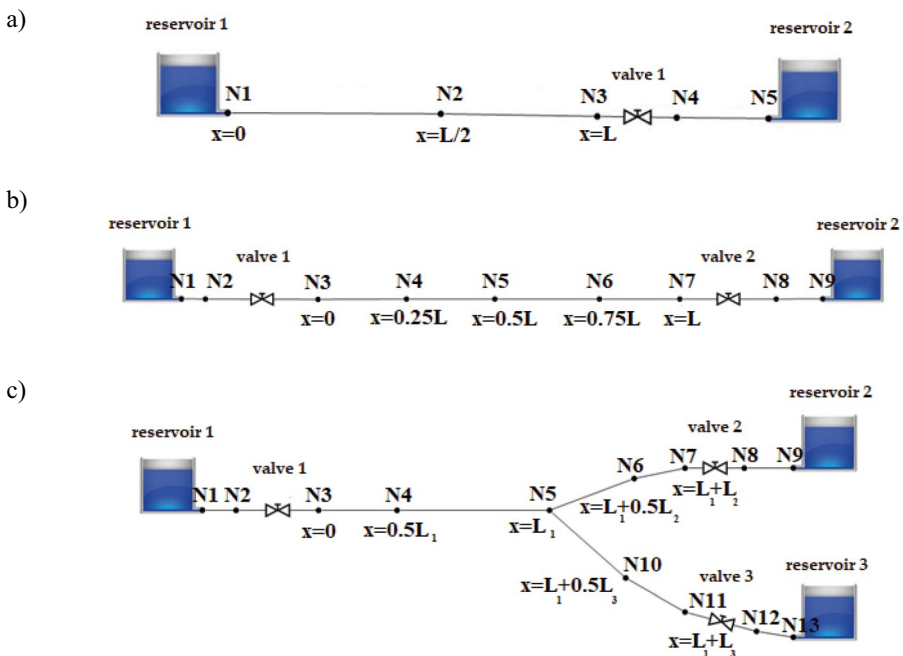 a)
reservoir 1
reservoir 2
valve 1
N1 N2 N3 N4 N5
x=0 x=L/2 x=L
b)
reservoir 1
reservoir 2
valve 1 valve 2
N1 N2 N3 N4 N5 N6 N7 N8 N9
x=0 x=0.25L x=0.5L x=0.75L x=L
c)
reservoir 2
reservoir 1
valve 2
valve 1
N6 N7 N8 N9
N1 N2 N3 N4 N5
x=L₁+L₂
x=L₁+0.5L₂
x=0 x=0.5L₁ x=L₁
N10 reservoir 3
valve 3
x=L₁+0.5L₃
N11
N12 N13
x=L₁+L₃